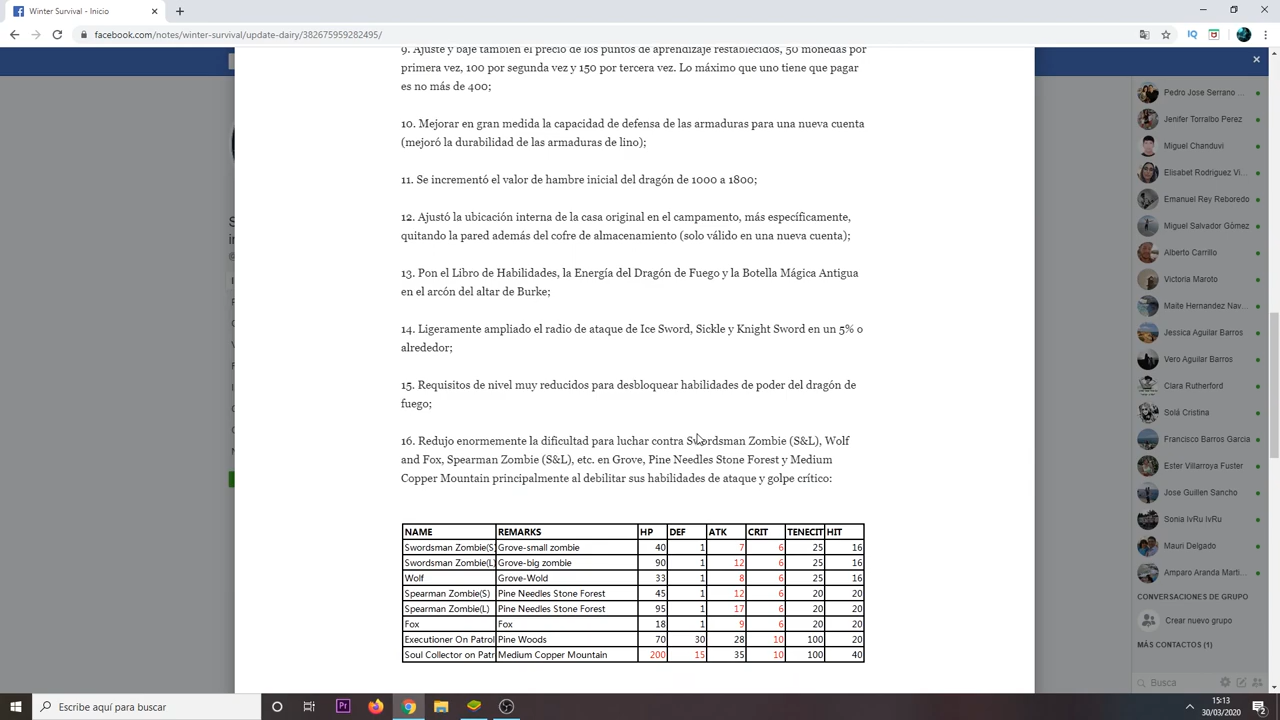 Winter Survival - Inicio
facebook.com/notes/winter-survival/update-dairy/382675959282495/
9. Ajuste y baje también el precio de los puntos de aprendizaje restablecidos, 50 monedas por
primera vez, 100 por segunda vez y 150 por tercera vez. Lo máximo que uno tiene que pagar
es no más de 400;
10. Mejorar en gran medida la capacidad de defensa de las armaduras para una nueva cuenta
(mejoró la durabilidad de las armaduras de lino);
11. Se incrementó el valor de hambre inicial del dragón de 1000 a 1800;
12. Ajustó la ubicación interna de la casa original en el campamento, más específicamente,
quitando la pared además del cofre de almacenamiento (solo válido en una nueva cuenta);
13. Pon el Libro de Habilidades, la Energía del Dragón de Fuego y la Botella Mágica Antigua
en el arcón del altar de Burke;
14. Ligeramente ampliado el radio de ataque de Ice Sword, Sickle y Knight Sword en un 5% o
alrededor;
15. Requisitos de nivel muy reducidos para desbloquear habilidades de poder del dragón de
fuego;
16. Redujo enormemente la dificultad para luchar contra Swordsman Zombie (S&L), Wolf
and Fox, Spearman Zombie (S&L), etc. en Grove, Pine Needles Stone Forest y Medium
Copper Mountain principalmente al debilitar sus habilidades de ataque y golpe crítico:
NAME REMARKS HP DEF ATK CRIT TENECIT HIT
Swordsman Zombie(S) Grove-small zombie 40 1 7 6 25 16
Swordsman Zombie(L) Grove-big zombie 90 1 12 6 25 16
Wolf Grove-Wold 33 1 8 6 25 16
Spearman Zombie(S) Pine Needles Stone Forest 45 1 12 6 20 20
Spearman Zombie(L) Pine Needles Stone Forest 95 1 17 6 20 20
Fox Fox 18 1 9 6 20 20
Executioner On Patrol Pine Woods 70 30 28 10 100 20
Soul Collector on Patr Medium Copper Mountain 200 15 35 10 100 40
Pedro Jose Serrano ...
Jenifer Torralbo Perez
Miguel Chanduvi
Elisabet Rodriguez Vi...
Emanuel Rey Reboredo
Miguel Salvador Gómez
Alberto Carrillo
Victoria Maroto
Maite Hernandez Nav...
Jessica Aguilar Barros
Vero Aguilar Barros
Clara Rutherford
Solá Cristina
Francisco Barros Garcia
Ester Villarroya Fuster
Jose Guillen Sancho
Sonia IvRu IvRu
Mauri Delgado
Amparo Aranda Marti...
CONVERSACIONES DE GRUPO
Crear nuevo grupo
MÁS CONTACTOS (1)
Busca
Escribe aquí para buscar
15:13
30/03/2020